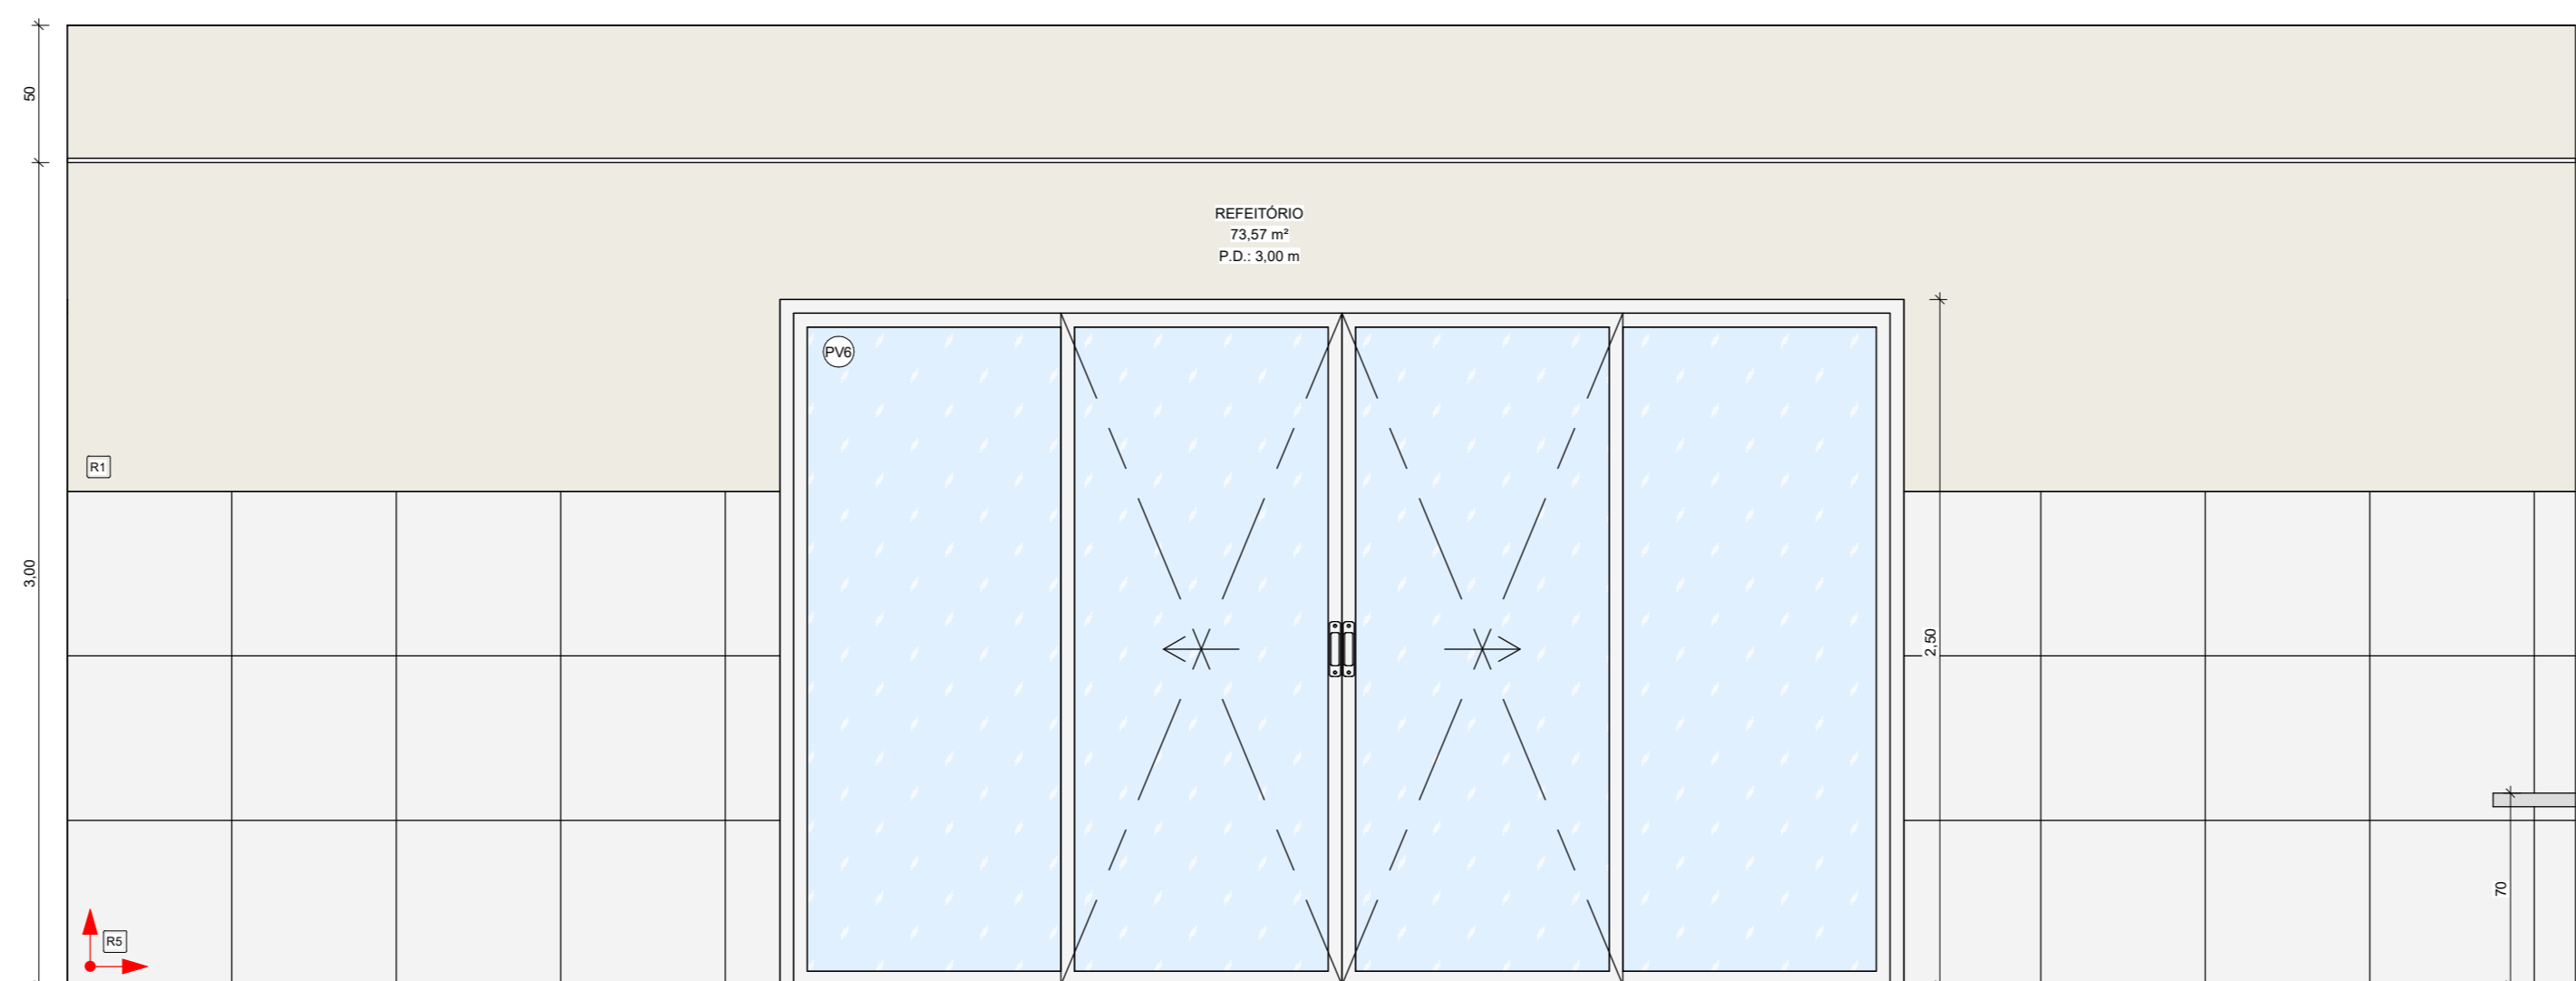 50
REFEITÓRIO
73,57 m²
P.D.: 3,00 m
PV6
R1
3,00
2,50
70
R5